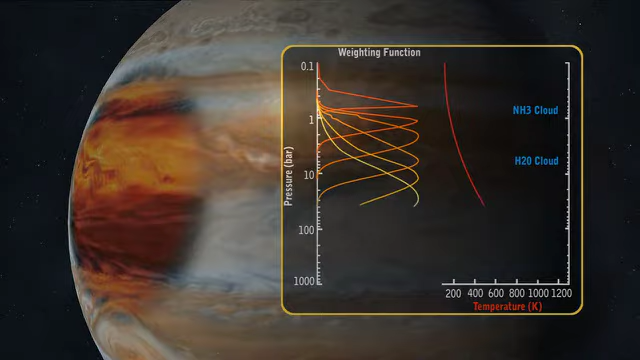 Weighting Function
0.1
1
10
100
1000
Pressure (bar)
NH3 Cloud
H2O Cloud
200 400 600 800 1000 1200
Temperature (K)